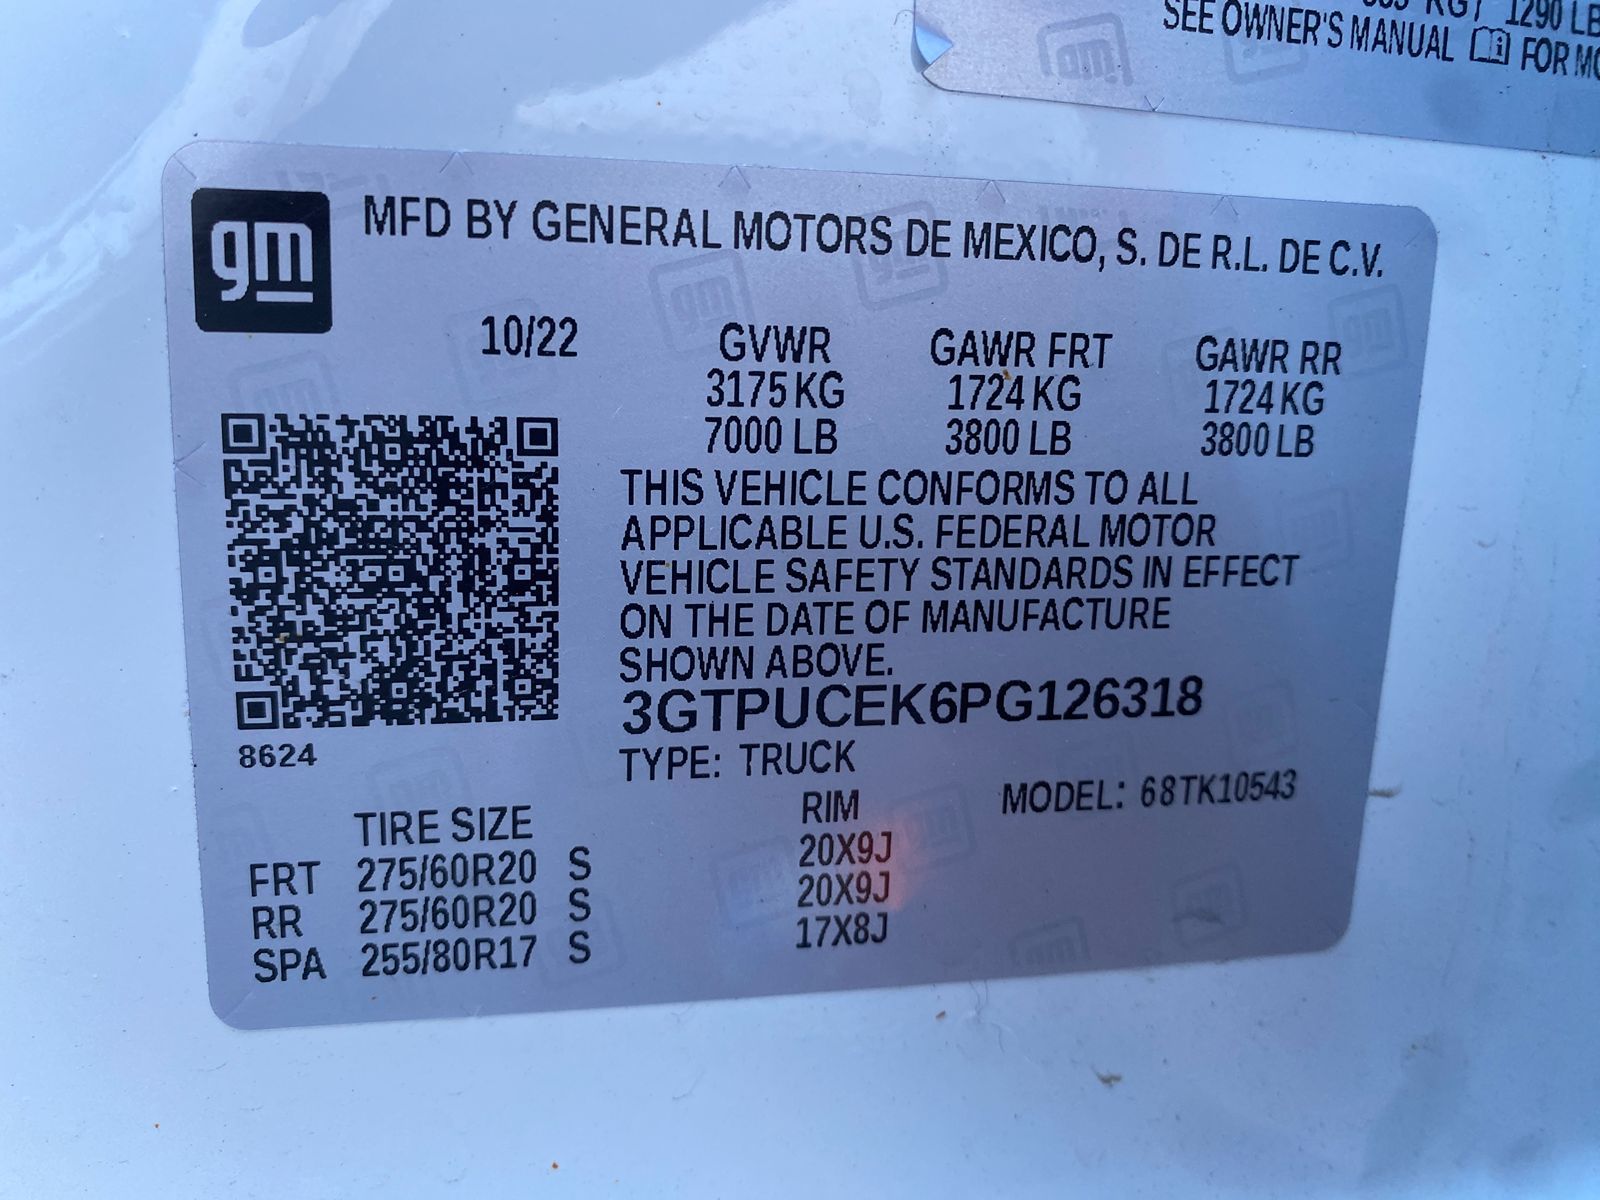 1290 LB
SEE OWNER'S MANUAL FOR
gm
MFD BY GENERAL MOTORS DE MEXICO, S. DE R.L. DE C.V.
10/22 GVWR GAWR FRT GAWR RR
3175 KG 1724 KG 1724 KG
7000 LB 3800 LB 3800 LB
THIS VEHICLE CONFORMS TO ALL
APPLICABLE U.S. FEDERAL MOTOR
VEHICLE SAFETY STANDARDS IN EFFECT
ON THE DATE OF MANUFACTURE
SHOWN ABOVE.
3GTPUCEK6PG126318
8624
TYPE: TRUCK
MODEL: 68TK10543
TIRE SIZE RIM
FRT 275/60R20 S 20X9J
RR 275/60R20 S 20X9J
SPA 255/80R17 S 17X8J